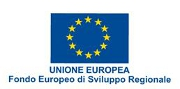 UNIONE EUROPEA
Fondo Europeo di Sviluppo Regionale